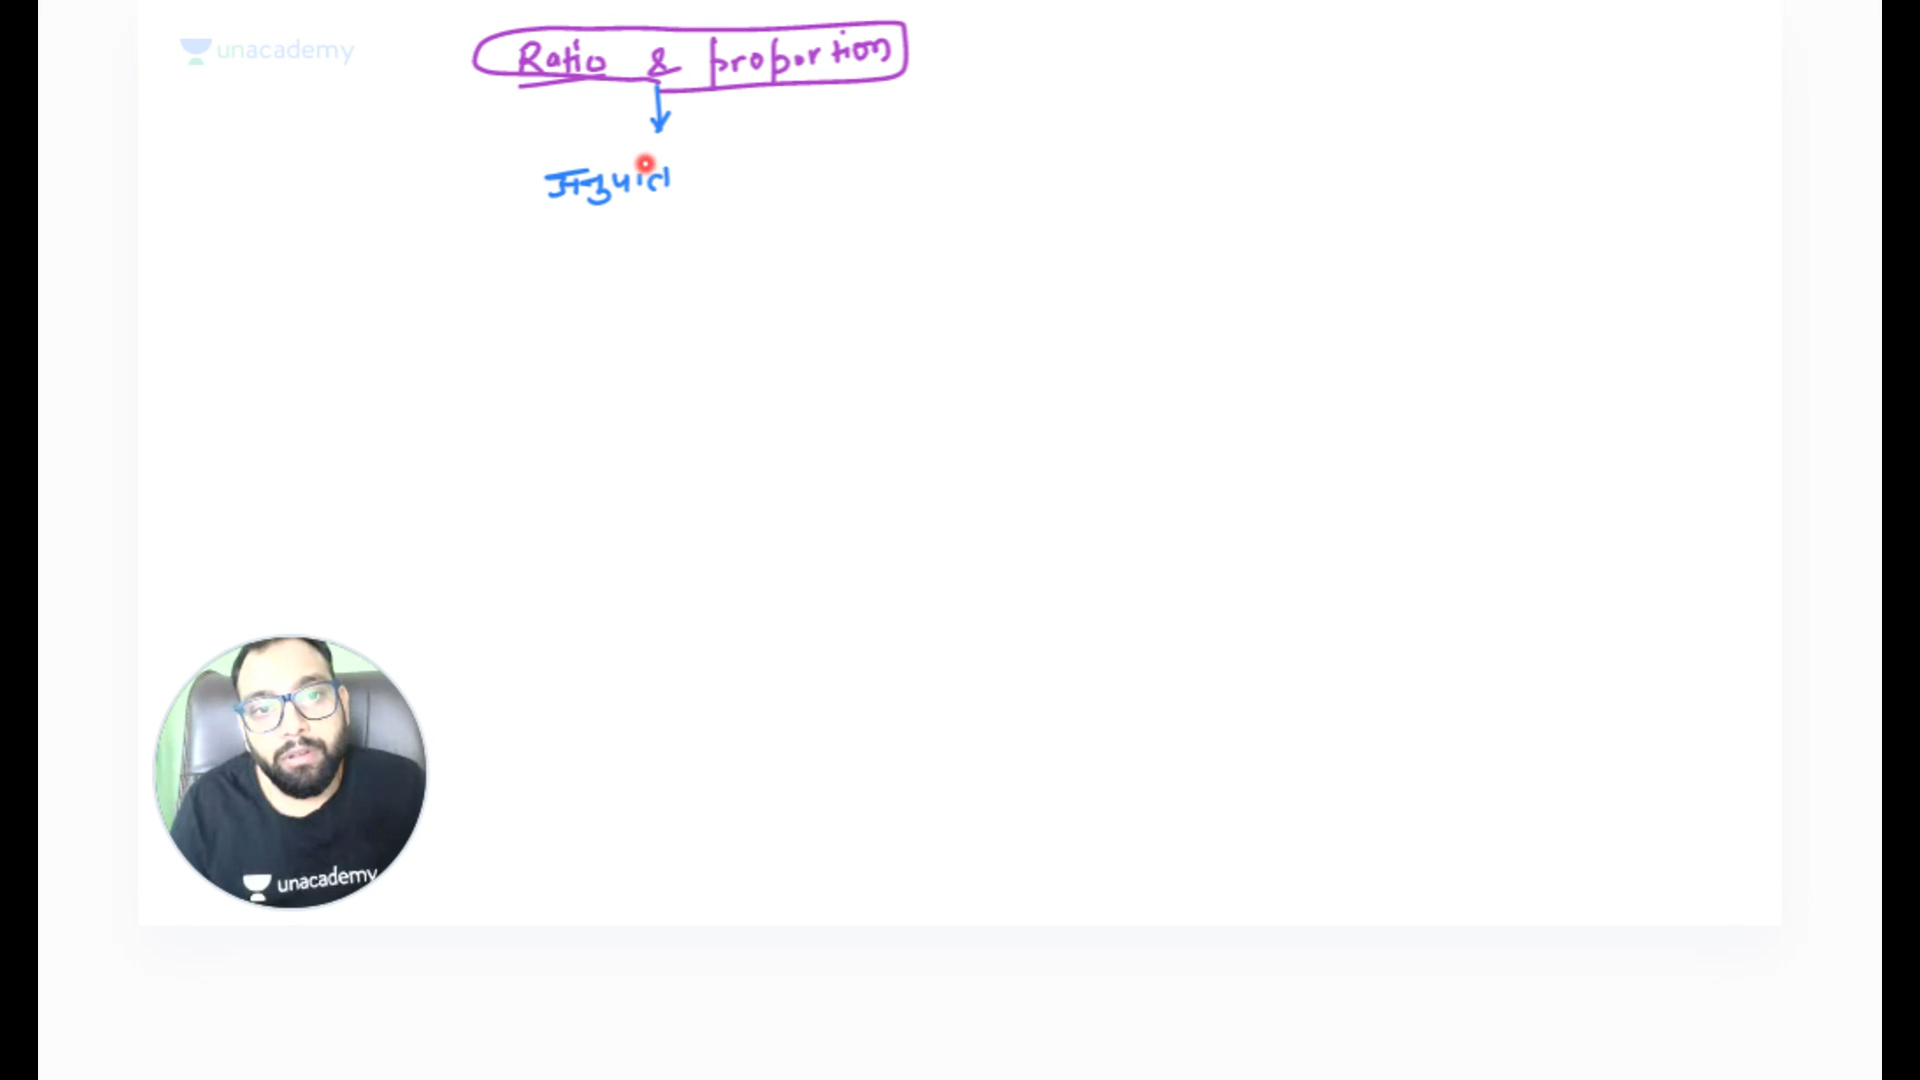 unacademy
Ratio & proportion
अनुपात
unacademy